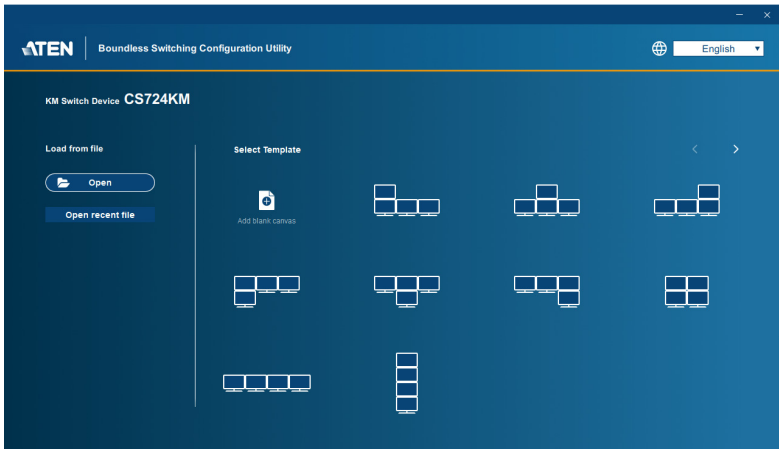 ATEN
Boundless Switching Configuration Utility
English
KM Switch Device CS724KM
Load from file
Select Template
Open
Open recent file
Add blank canvas